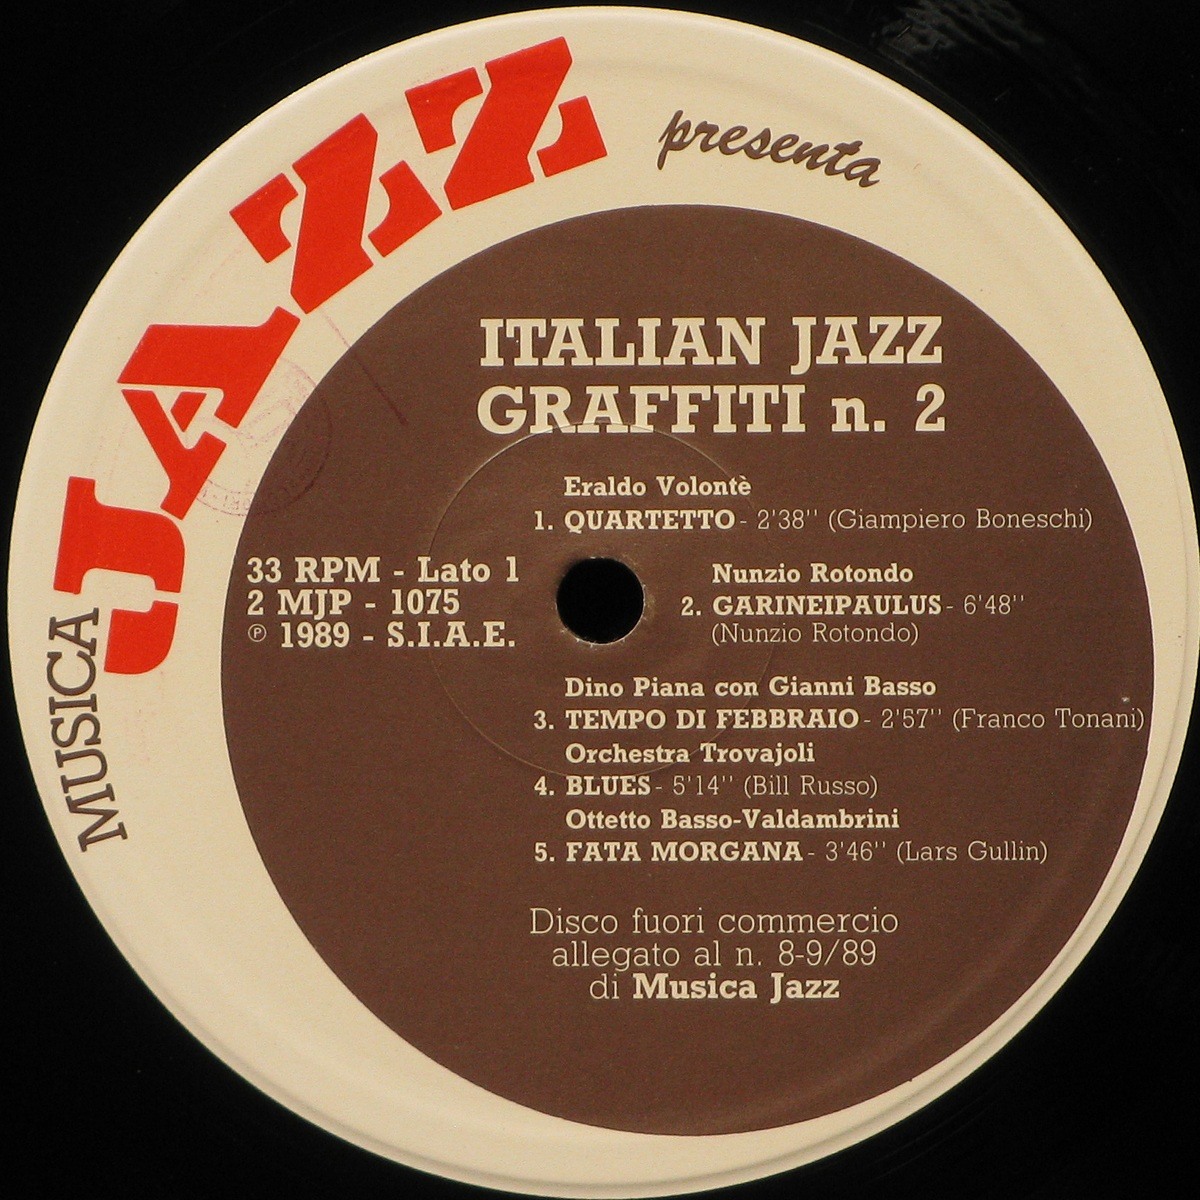 MUSICA JAZZ presenta
ITALIAN JAZZ
GRAFFITI n. 2
Eraldo Volontè
1. QUARTETTO - 2'38'' (Giampiero Boneschi)
33 RPM - Lato 1
2 MJP - 1075
℗ 1989 - S.I.A.E.
Nunzio Rotondo
2. GARINEIPAULUS - 6'48''
(Nunzio Rotondo)
Dino Piana con Gianni Basso
3. TEMPO DI FEBBRAIO - 2'57'' (Franco Tonani)
Orchestra Trovajoli
4. BLUES - 5'14'' (Bill Russo)
Ottetto Basso-Valdambrini
5. FATA MORGANA - 3'46'' (Lars Gullin)
Disco fuori commercio
allegato al n. 8-9/89
di Musica Jazz